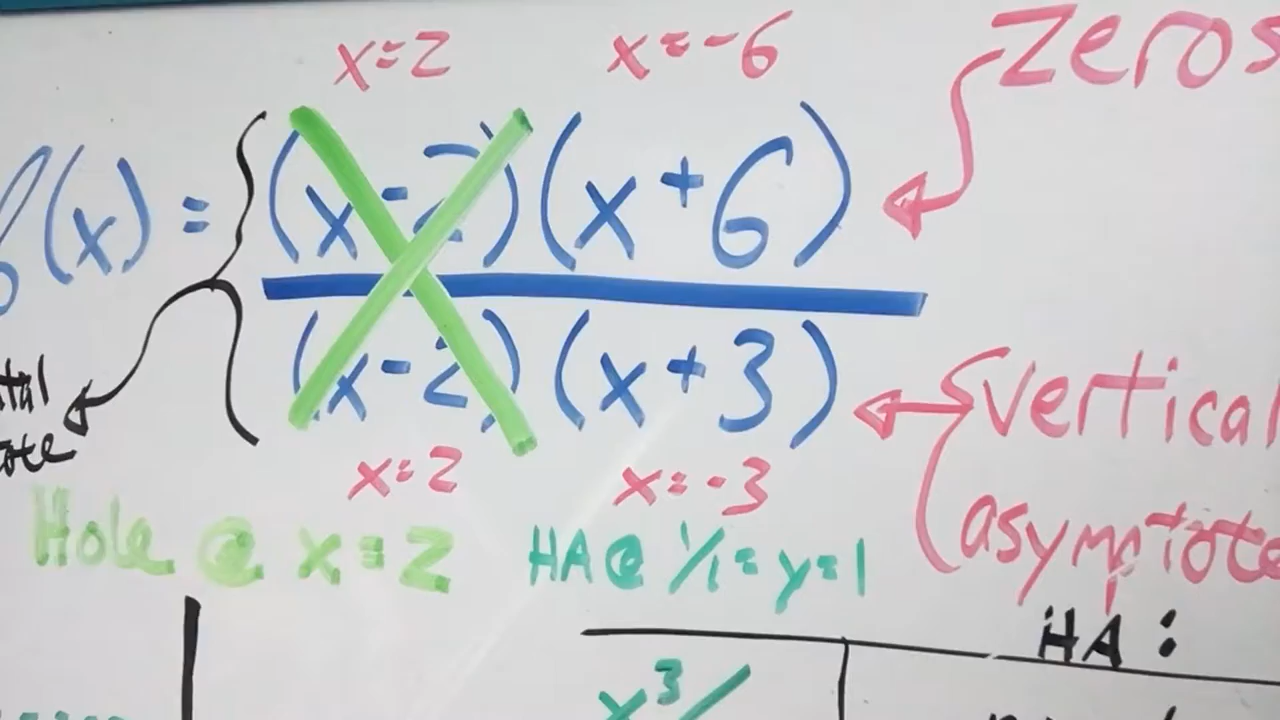 x=2 x=-6 zeros
f(x) = (x-2)(x+6)
(x-2)(x+3)
vertical
asymptote
x=2 x=-3
Hole @ x=2 HA@ 1/1= y=1
HA:
x³/